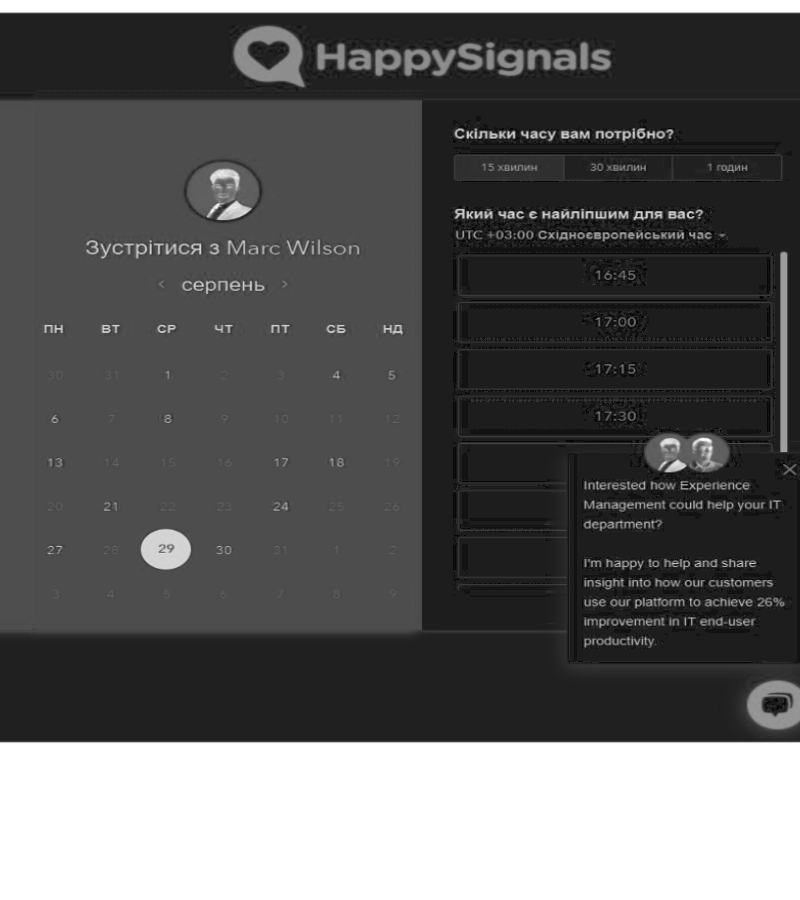 HappySignals
Зустрітися з Marc Wilson
серпень
ПН ВТ СР ЧТ ПТ СБ НД
30 31 1 2 3 4 5
6 7 8 9 10 11 12
13 14 15 16 17 18 19
20 21 22 23 24 25 26
27 28 29 30 31 1 2
3 4 5 6 7 8 9
Скільки часу вам потрібно?
15 хвилин 30 хвилин 1 годин
Який час є найліпшим для вас?
UTC +03:00 Східноєвропейський час
16:45
17:00
17:15
17:30
Interested how Experience
Management could help your IT
department?
I'm happy to help and share
insight into how our customers
use our platform to achieve 26%
improvement in IT end-user
productivity.